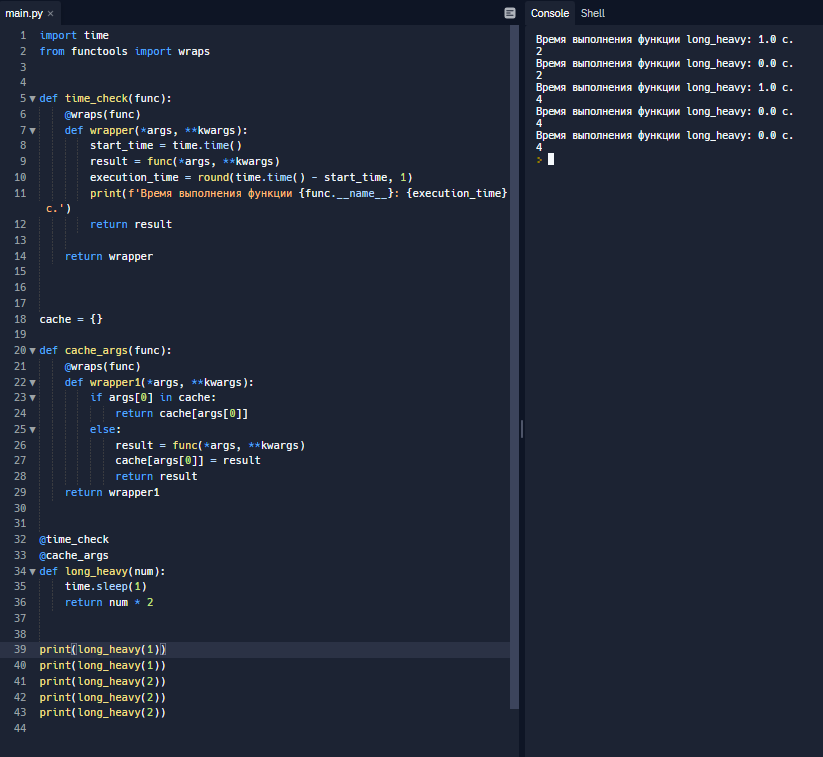 main.py ×
1 import time
2 from functools import wraps
3
4
5 def time_check(func):
6     @wraps(func)
7     def wrapper(*args, **kwargs):
8         start_time = time.time()
9         result = func(*args, **kwargs)
10         execution_time = round(time.time() - start_time, 1)
11         print(f'Время выполнения функции {func.__name__}: {execution_time}
с.')
12         return result
13
14     return wrapper
15
16
17
18 cache = {}
19
20 def cache_args(func):
21     @wraps(func)
22     def wrapper1(*args, **kwargs):
23         if args[0] in cache:
24             return cache[args[0]]
25         else:
26             result = func(*args, **kwargs)
27             cache[args[0]] = result
28             return result
29     return wrapper1
30
31
32 @time_check
33 @cache_args
34 def long_heavy(num):
35     time.sleep(1)
36     return num * 2
37
38
39 print(long_heavy(1))
40 print(long_heavy(1))
41 print(long_heavy(2))
42 print(long_heavy(2))
43 print(long_heavy(2))
44
Console Shell
Время выполнения функции long_heavy: 1.0 с.
2
Время выполнения функции long_heavy: 0.0 с.
2
Время выполнения функции long_heavy: 1.0 с.
4
Время выполнения функции long_heavy: 0.0 с.
4
Время выполнения функции long_heavy: 0.0 с.
4
>